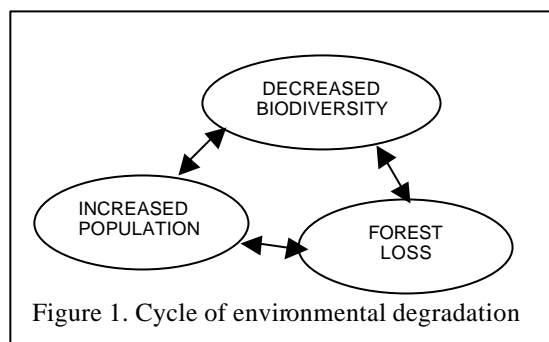 DECREASED
BIODIVERSITY
INCREASED
POPULATION
FOREST
LOSS
Figure 1. Cycle of environmental degradation